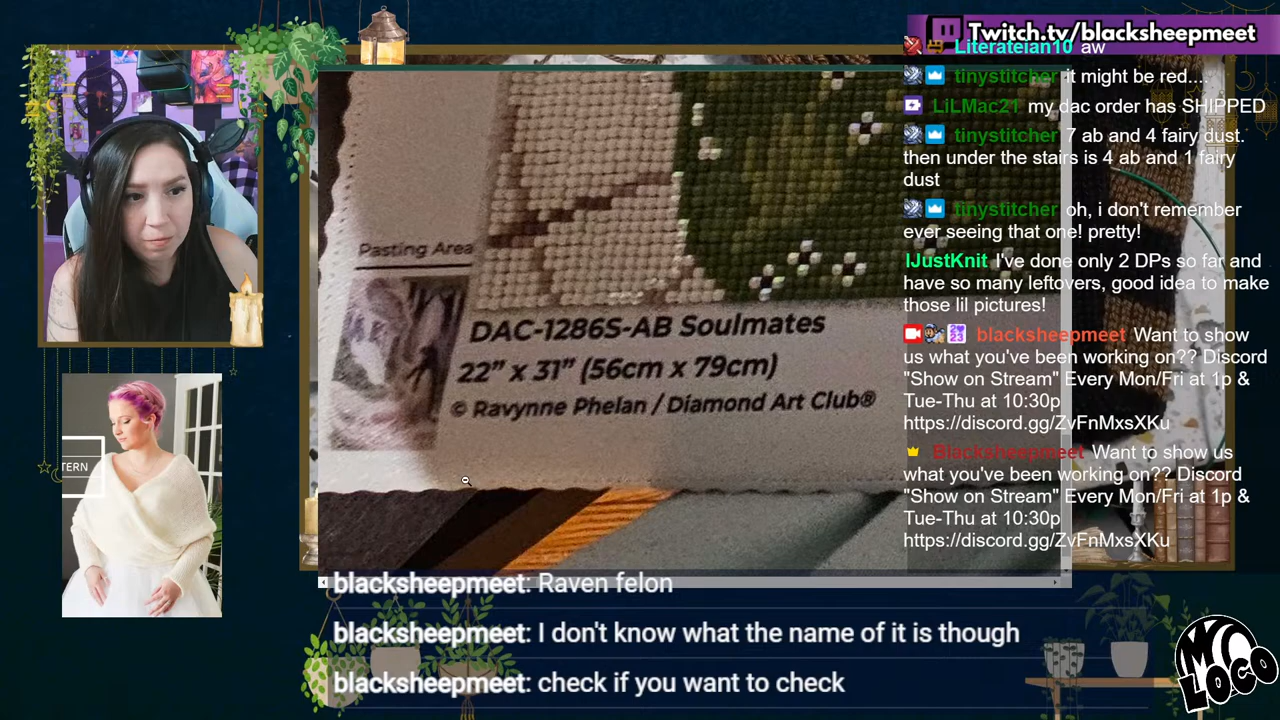 Twitch.tv/blacksheepmeet
Literateian10 aw
tinystitcher it might be red....
LiLMac21 my dac order has SHIPPED
tinystitcher 7 ab and 4 fairy dust.
then under the stairs is 4 ab and 1 fairy
dust
tinystitcher oh, i don't remember
ever seeing that one! pretty!
IJustKnit I've done only 2 DPs so far and
have so many leftovers, good idea to make
those lil pictures!
blacksheepmeet Want to show
us what you've been working on?? Discord
"Show on Stream" Every Mon/Fri at 1p &
Tue-Thu at 10:30p
https://discord.gg/ZvFnMxsXKu
Blacksheepmeet Want to show us
what you've been working on?? Discord
"Show on Stream" Every Mon/Fri at 1p &
Tue-Thu at 10:30p
https://discord.gg/ZvFnMxsXKu
Pasting Area
DAC-1286S-AB Soulmates
22" x 31" (56cm x 79cm)
© Ravynne Phelan / Diamond Art Club®
TERN
blacksheepmeet: Raven felon
blacksheepmeet: I don't know what the name of it is though
blacksheepmeet: check if you want to check
MC
LOCO